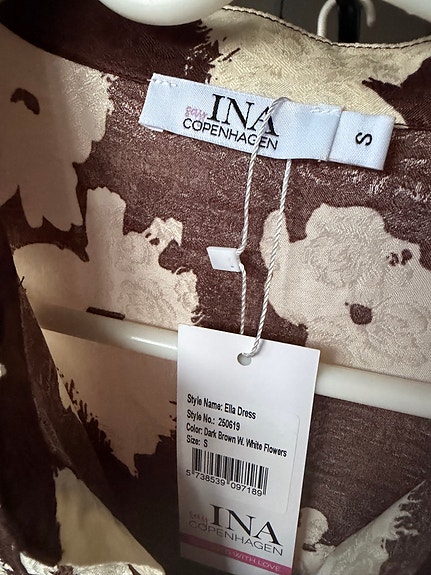 sassy INA
COPENHAGEN
S
Style Name: Ella Dress
Style No.: 250619
Color: Dark Brown W. White Flowers
Size: S
5 738539 097189
INA
COPENHAGEN
WITH LOVE